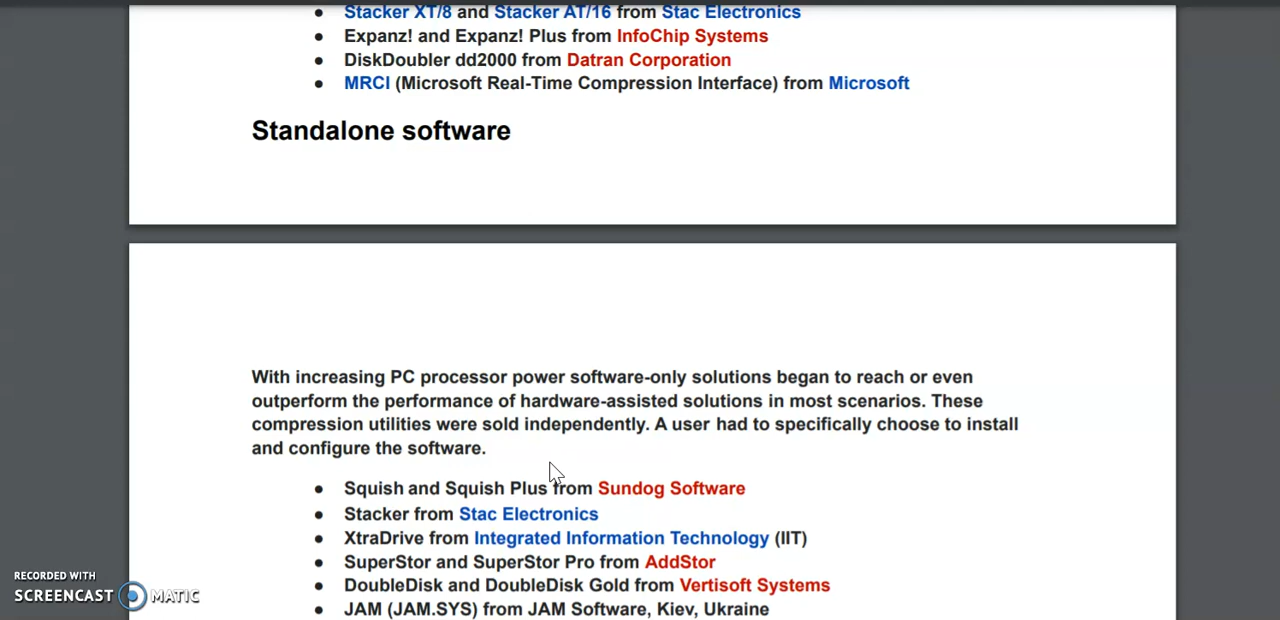 • Stacker XT/8 and Stacker AT/16 from Stac Electronics
• Expanz! and Expanz! Plus from InfoChip Systems
• DiskDoubler dd2000 from Datran Corporation
• MRCI (Microsoft Real-Time Compression Interface) from Microsoft
Standalone software
With increasing PC processor power software-only solutions began to reach or even
outperform the performance of hardware-assisted solutions in most scenarios. These
compression utilities were sold independently. A user had to specifically choose to install
and configure the software.
• Squish and Squish Plus from Sundog Software
• Stacker from Stac Electronics
• XtraDrive from Integrated Information Technology (IIT)
• SuperStor and SuperStor Pro from AddStor
• DoubleDisk and DoubleDisk Gold from Vertisoft Systems
• JAM (JAM.SYS) from JAM Software, Kiev, Ukraine
RECORDED WITH
SCREENCAST MATIC